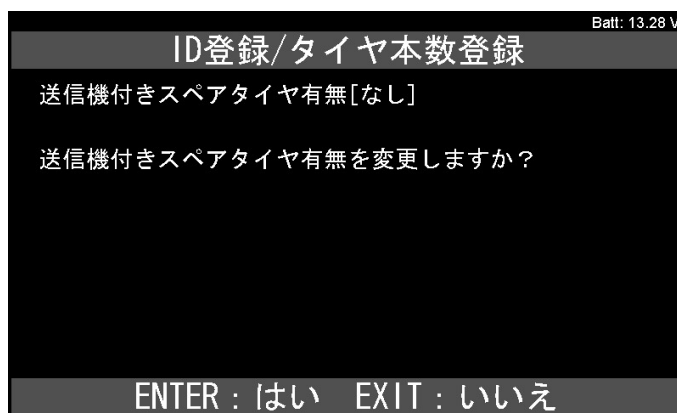 Batt: 13.28 V
ID登録/タイヤ本数登録
送信機付きスペアタイヤ有無[なし]
送信機付きスペアタイヤ有無を変更しますか？
ENTER：はい　EXIT：いいえ